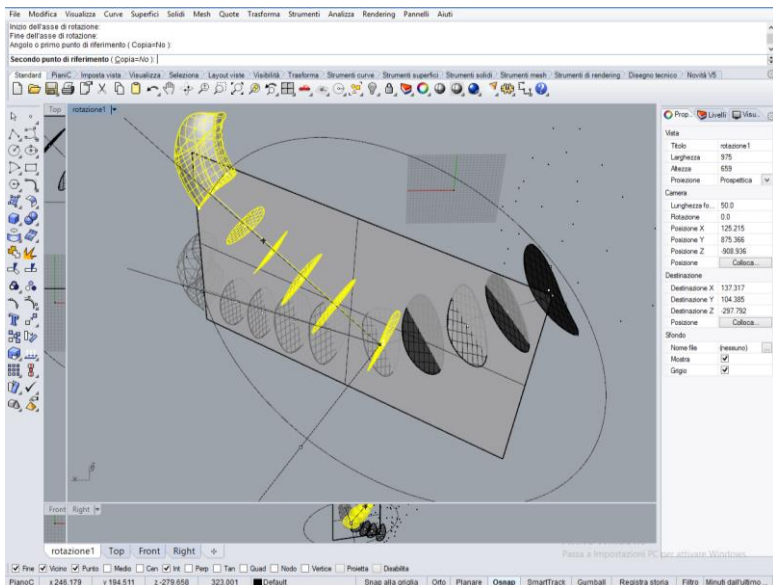 File Modifica Visualizza Curve Superfici Solidi Mesh Quote Trasforma Strumenti Analizza Rendering Pannelli Aiuti
Inizio dell'asse di rotazione:
Fine dell'asse di rotazione:
Angolo o primo punto di riferimento ( Copia=No ):
Secondo punto di riferimento ( Copia=No ):
Standard PianiC Imposta vista Visualizza Seleziona Layout viste Visibilità Trasforma Strumenti curve Strumenti superfici Strumenti solidi Strumenti mesh Strumenti di rendering Disegno tecnico Novità V5
Top rotazione1
Prop... Livelli Visu...
Vista
Titolo rotazione1
Larghezza 975
Altezza 659
Proiezione Prospettica
Camera
Lunghezza fo... 50.0
Rotazione 0.0
Posizione X 125.215
Posizione Y 875.366
Posizione Z -908.936
Posizione Colloca...
Destinazione
Destinazione X 137.317
Destinazione Y 104.385
Destinazione Z -297.792
Posizione Colloca...
Sfondo
Nome file (nessuno) ...
Mostra
Grigio
Front Right
rotazione1 Top Front Right
Passa a Impostazioni PC per attivare Windows.
Fine Vicino Punto Medio Cen Int Perp Tan Quad Nodo Vertice Proietta Disabilita
PianoC x 246.179 y 194.511 z -279.658 323.001 Default Snap alla griglia Orto Planare Osnap SmartTrack Gumball Registra storia Filtro Minuti dall'ultimo...